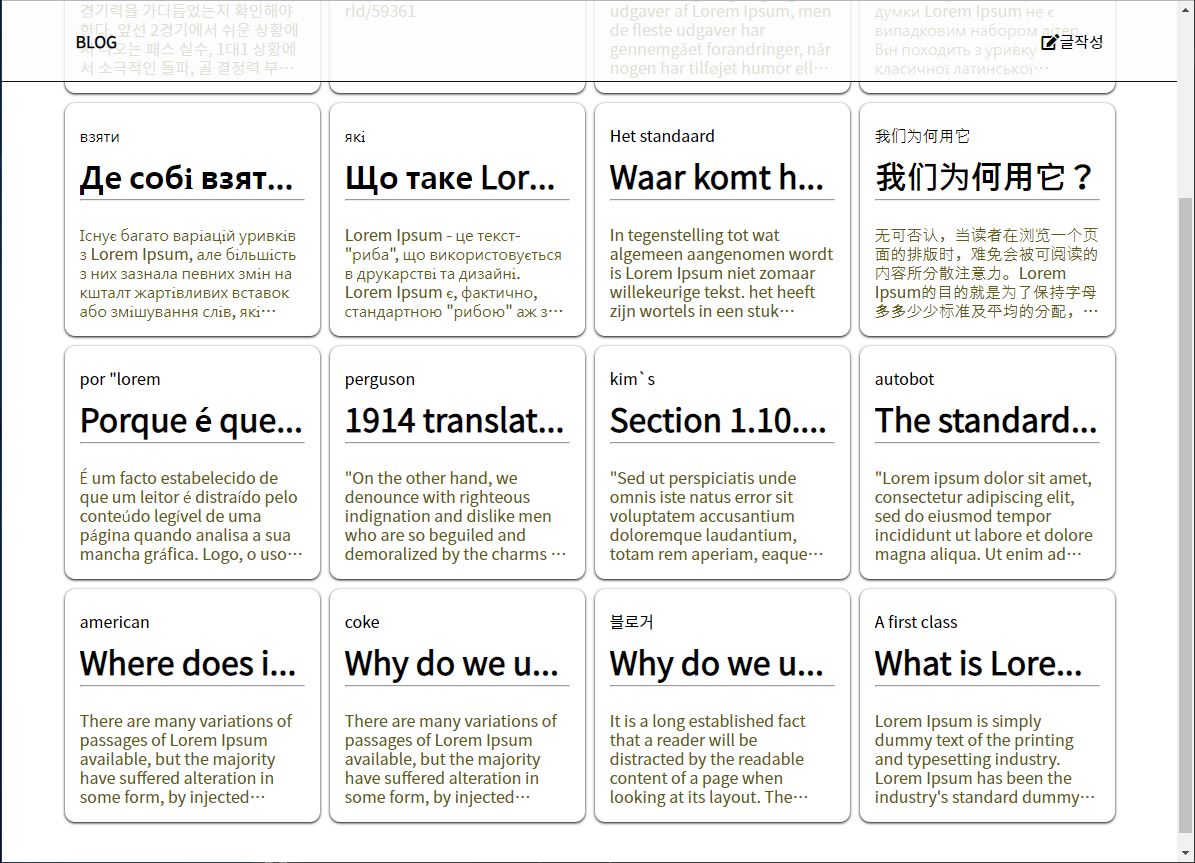 경기력을 가다듬었는지 확인해야
한다. 앞선 2경기에서 쉬운 상황에
서 나오는 패스 실수, 1대1 상황에
서 소극적인 돌파, 골 결정력 부…
rld/59361
udgaver af Lorem Ipsum, men
de fleste udgaver har
gennemgået forandringer, når
nogen har tilføjet humor ell…
думки Lorem Ipsum не є
випадковим набором літер.
Він походить з уривку
класичної латинської…
BLOG
글작성
взяти
Де собі взят...
Існує багато варіацій уривків
з Lorem Ipsum, але більшість
з них зазнала певних змін на
кшталт жартівливих вставок
або змішування слів, які…
які
Що таке Lor...
Lorem Ipsum - це текст-
"риба", що використовується
в друкарстві та дизайні.
Lorem Ipsum є, фактично,
стандартною "рибою" аж з…
Het standaard
Waar komt h...
In tegenstelling tot wat
algemeen aangenomen wordt
is Lorem Ipsum niet zomaar
willekeurige tekst. het heeft
zijn wortels in een stuk…
我们为何用它
我们为何用它？
无可否认，当读者在浏览一个页
面的排版时，难免会被可阅读的
内容所分散注意力。Lorem
Ipsum的目的就是为了保持字母
多多少少标准及平均的分配，…
por "lorem
Porque é que...
É um facto estabelecido de
que um leitor é distraído pelo
conteúdo legível de uma
página quando analisa a sua
mancha gráfica. Logo, o uso…
perguson
1914 translat...
"On the other hand, we
denounce with righteous
indignation and dislike men
who are so beguiled and
demoralized by the charms …
kim`s
Section 1.10....
"Sed ut perspiciatis unde
omnis iste natus error sit
voluptatem accusantium
doloremque laudantium,
totam rem aperiam, eaque…
autobot
The standard...
"Lorem ipsum dolor sit amet,
consectetur adipiscing elit,
sed do eiusmod tempor
incididunt ut labore et dolore
magna aliqua. Ut enim ad…
american
Where does i...
There are many variations of
passages of Lorem Ipsum
available, but the majority
have suffered alteration in
some form, by injected…
coke
Why do we u...
There are many variations of
passages of Lorem Ipsum
available, but the majority
have suffered alteration in
some form, by injected…
블로거
Why do we u...
It is a long established fact
that a reader will be
distracted by the readable
content of a page when
looking at its layout. The…
A first class
What is Lore...
Lorem Ipsum is simply
dummy text of the printing
and typesetting industry.
Lorem Ipsum has been the
industry's standard dummy…